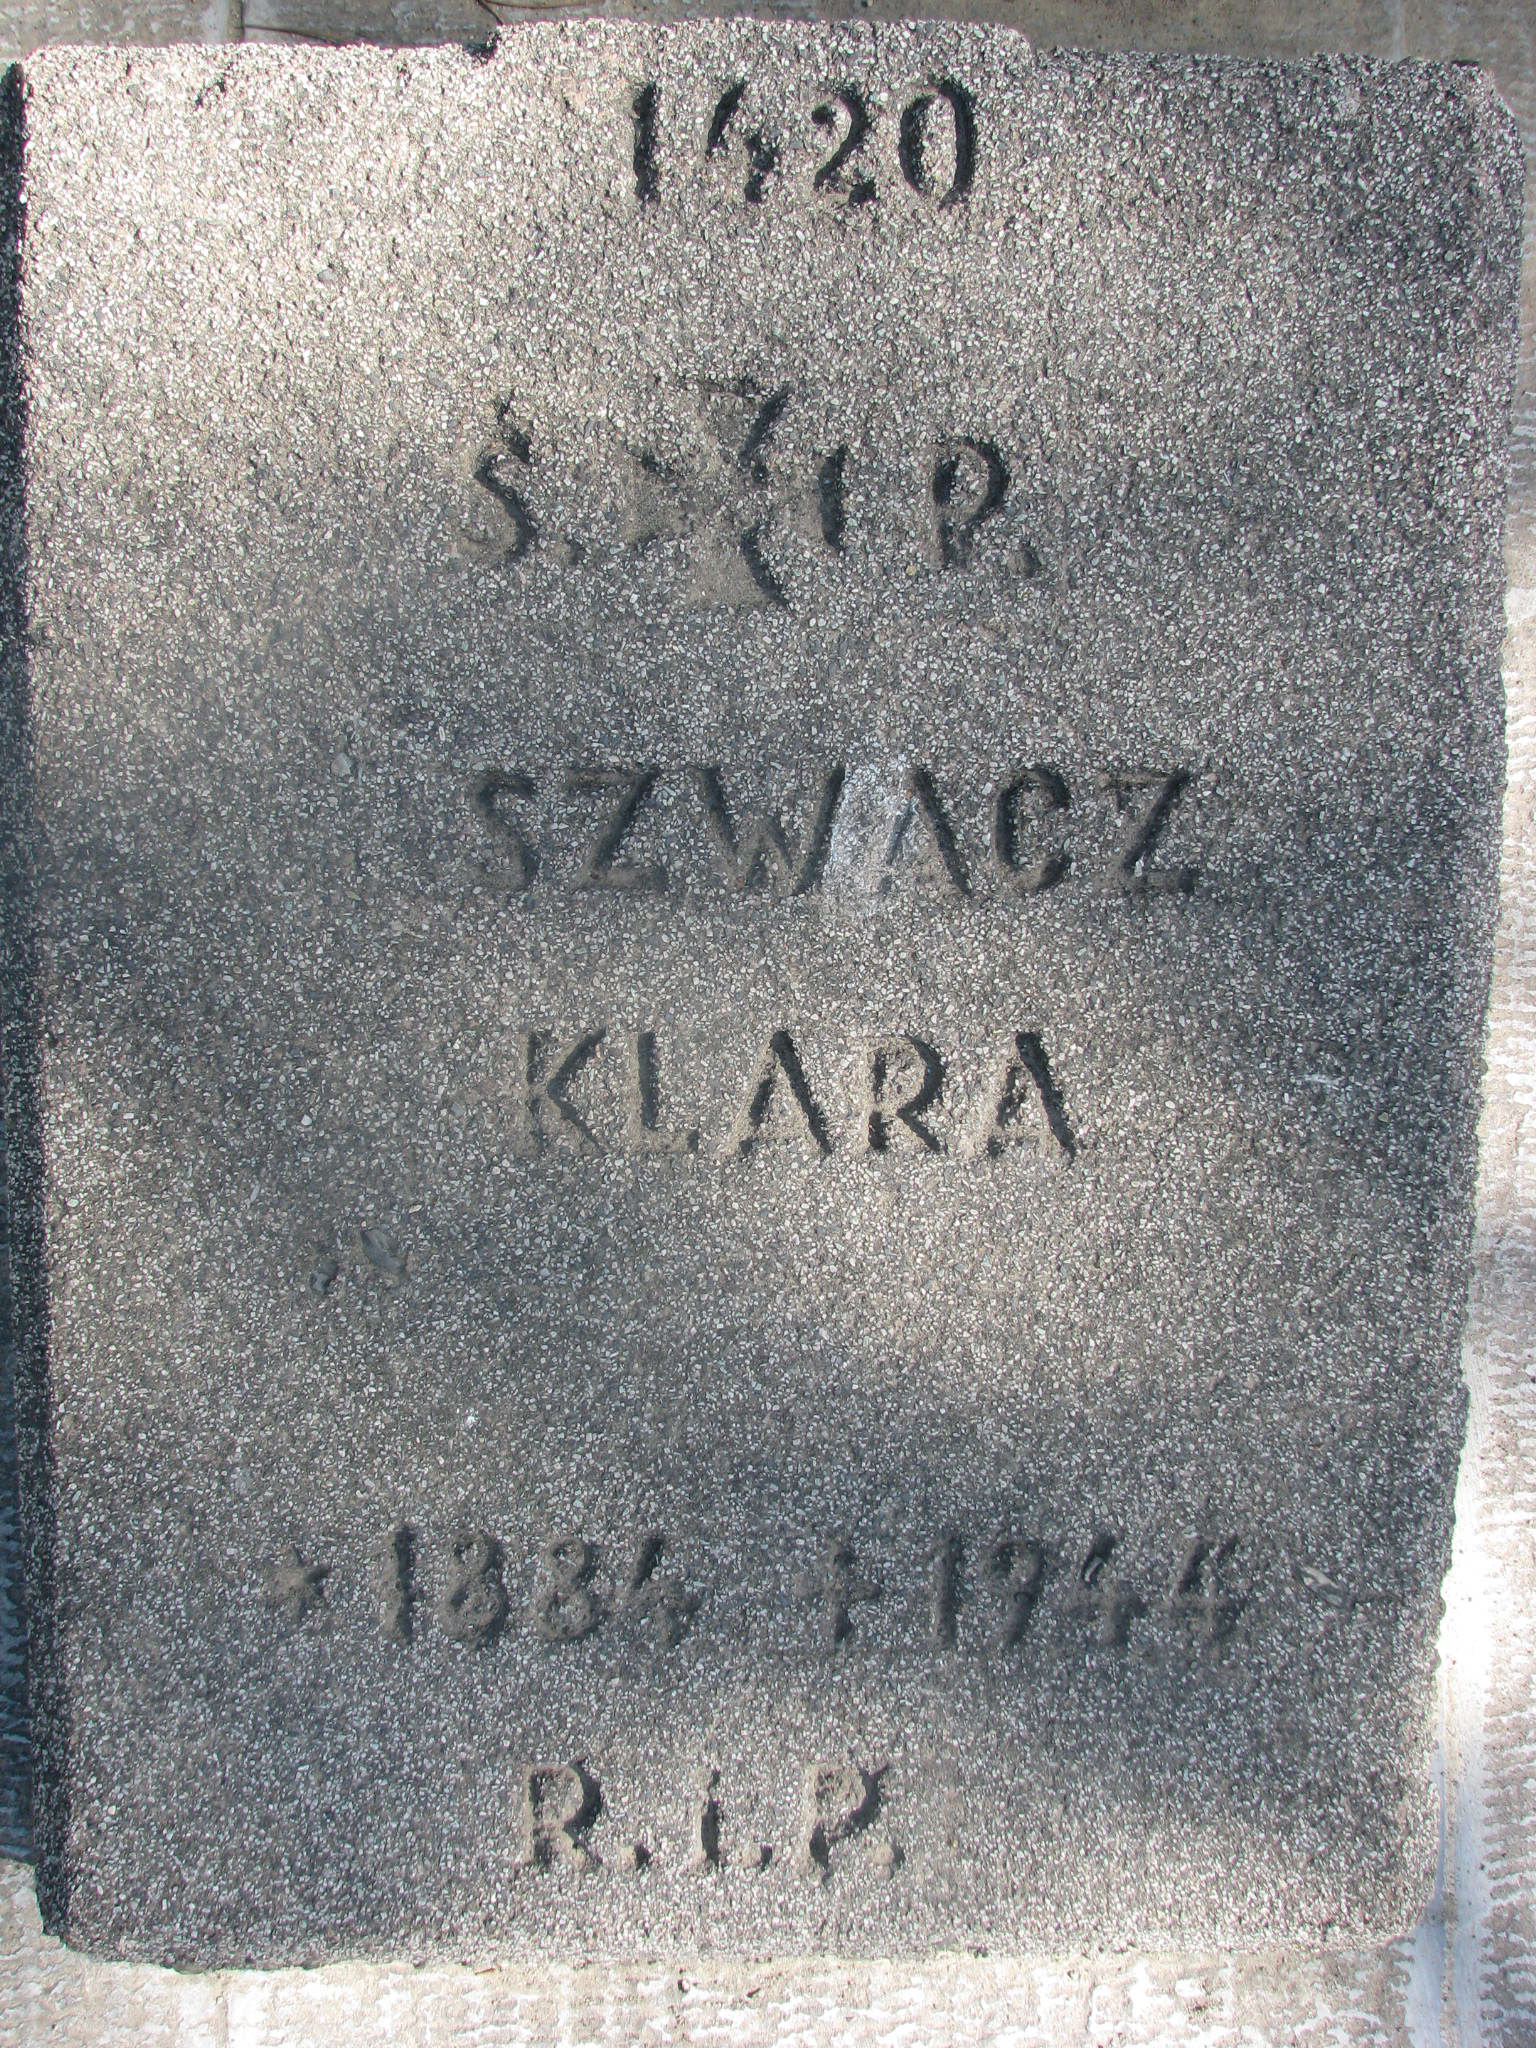 1420
Ś. ✠ I P.
SZWACZ
KLARA
* 1884 † 1944
R.I.P.